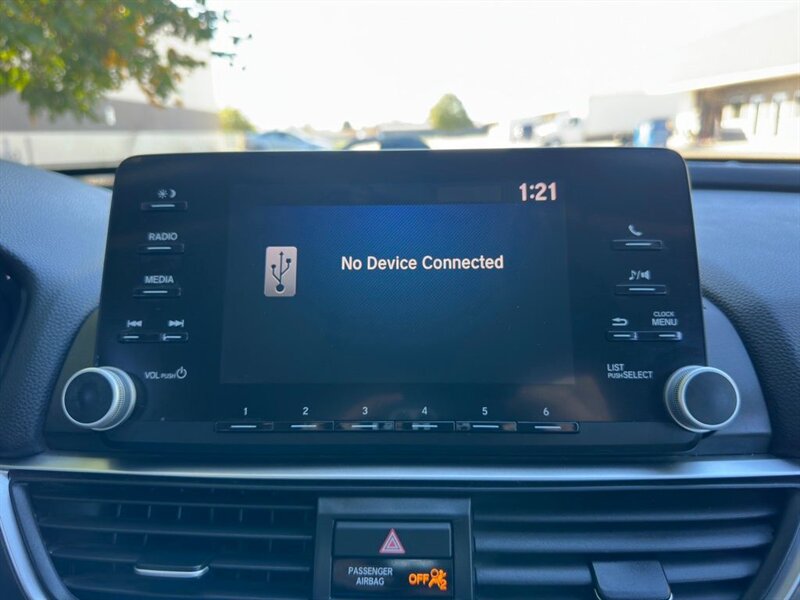 1:21
RADIO
No Device Connected
MEDIA
CLOCK
MENU
VOL PUSH
LIST
PUSH SELECT
1 2 3 4 5 6
PASSENGER
AIRBAG
OFF